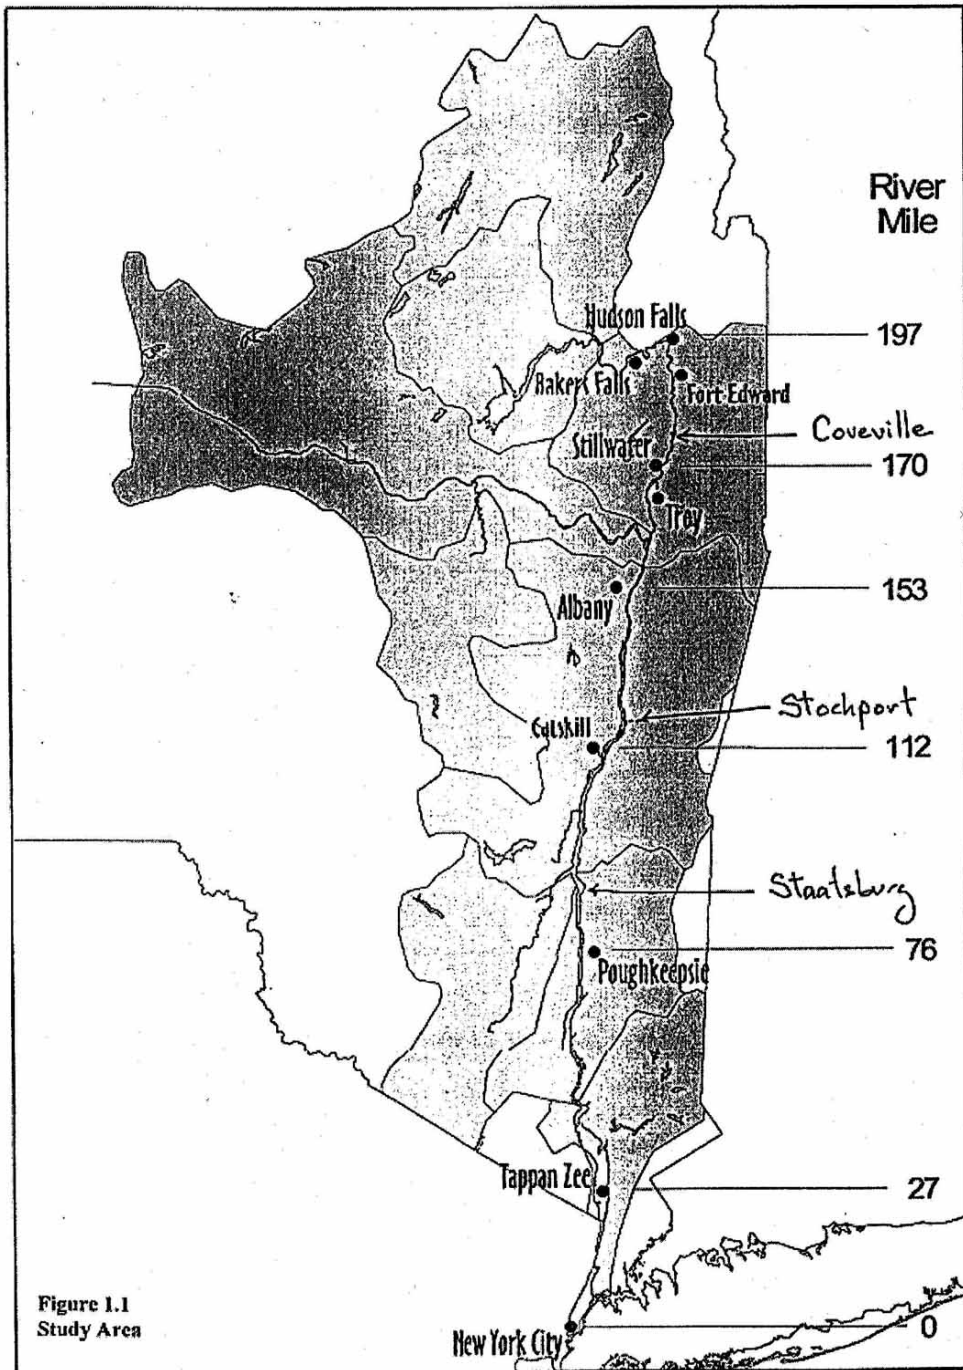 River
Mile
Hudson Falls
197
Bakers Falls
Fort Edward
Coveville
Stillwater
170
Troy
153
Albany
Stockport
Catskill
112
Staatsburg
76
Poughkeepsie
Tappan Zee
27
Figure 1.1
Study Area
New York City
0